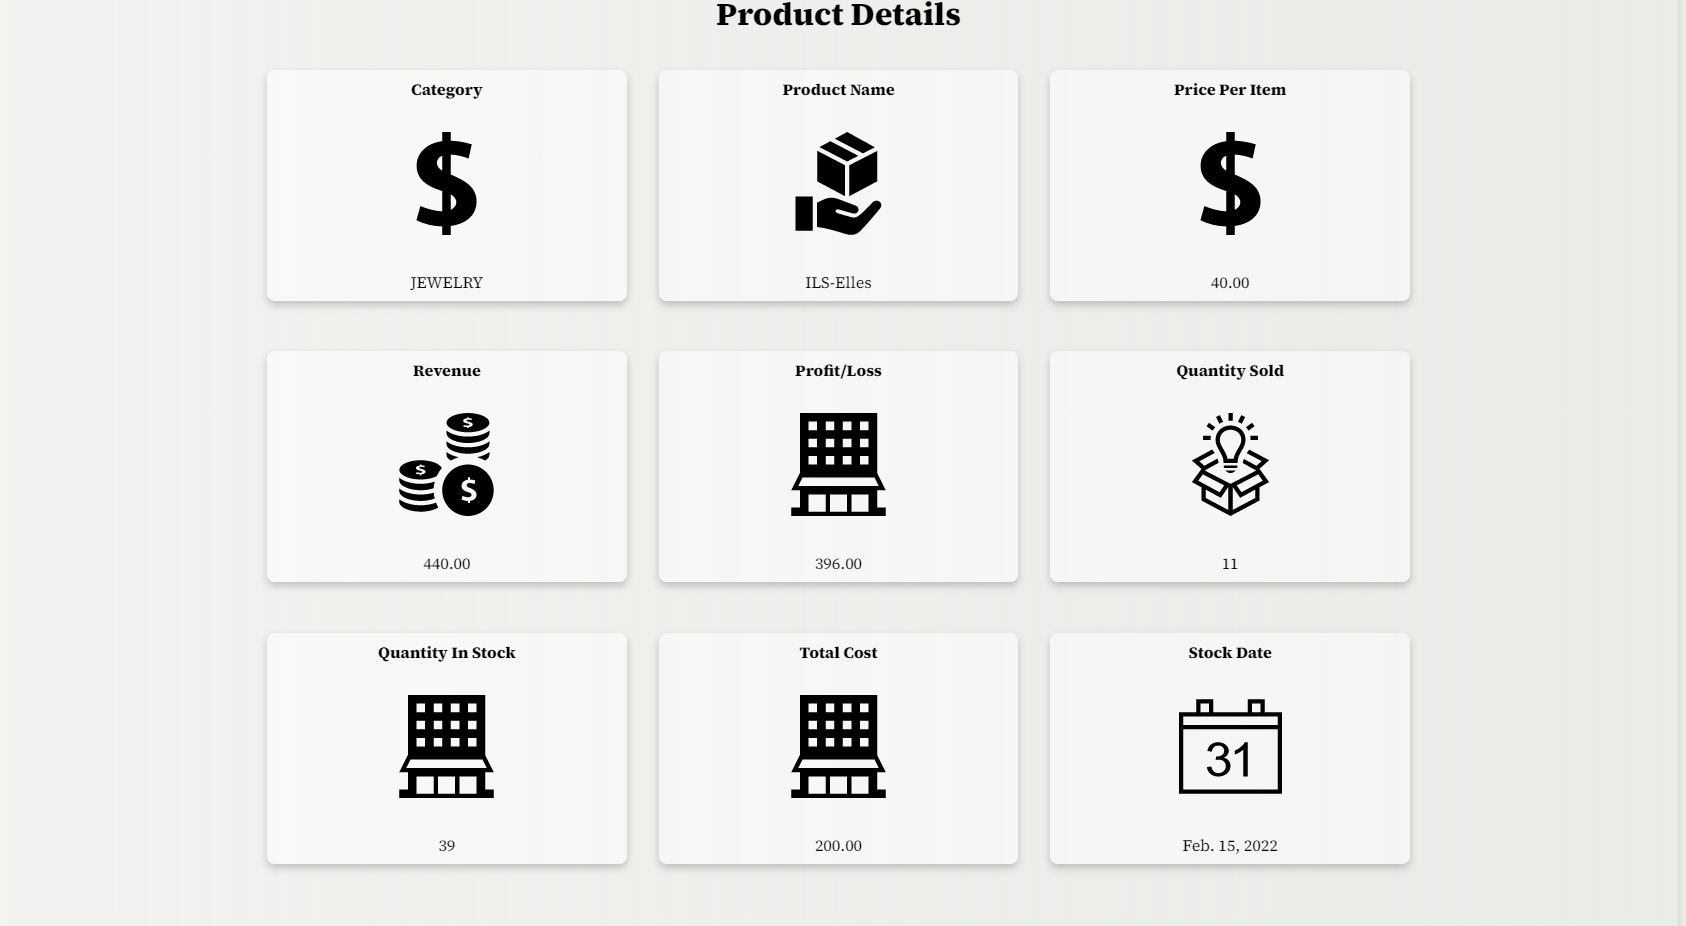 Product Details
Category
$
JEWELRY
Product Name
ILS-Elles
Price Per Item
$
40.00
Revenue
$
$
$
440.00
Profit/Loss
396.00
Quantity Sold
11
Quantity In Stock
39
Total Cost
200.00
Stock Date
31
Feb. 15, 2022